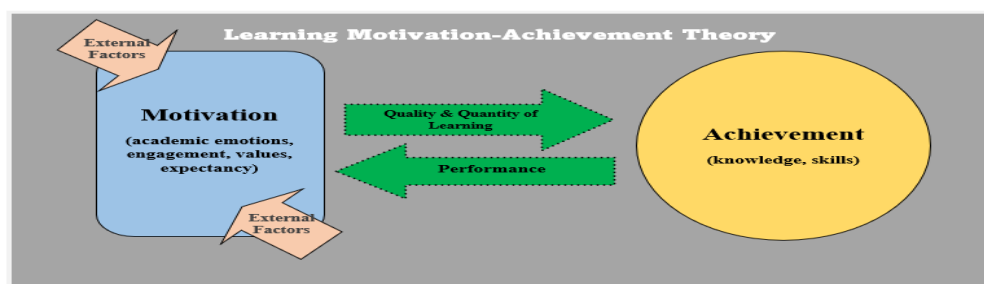 Learning Motivation-Achievement Theory
External
Factors
Motivation
(academic emotions,
engagement, values,
expectancy)
Quality & Quantity of
Learning
Performance
Achievement
(knowledge, skills)
External
Factors